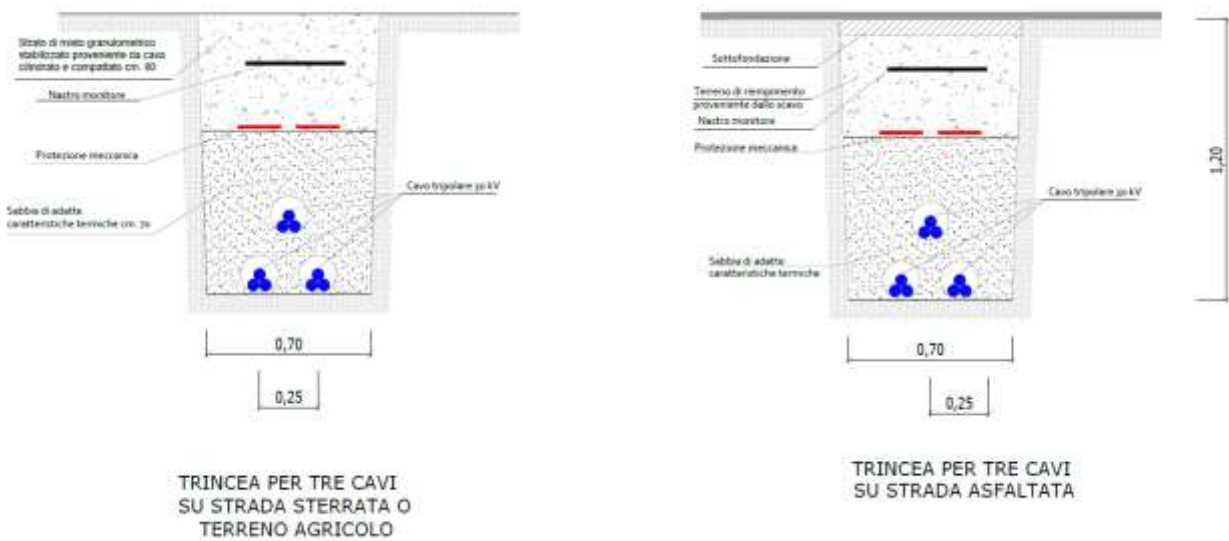 Strato di misto granulometrico
stabilizzato proveniente da cava
cilindrato e compattato cm. 80
Nastro monitore
Protezione meccanica
Cavo tripolare 30 kV
Sabbia di adatte
caratteristiche termiche cm. 70
0,70
0,25
TRINCEA PER TRE CAVI
SU STRADA STERRATA O
TERRENO AGRICOLO
Sottofondazione
Terreno di riempimento
proveniente dallo scavo
Nastro monitore
Protezione meccanica
1,20
Cavo tripolare 30 kV
Sabbia di adatte
caratteristiche termiche
0,70
0,25
TRINCEA PER TRE CAVI
SU STRADA ASFALTATA